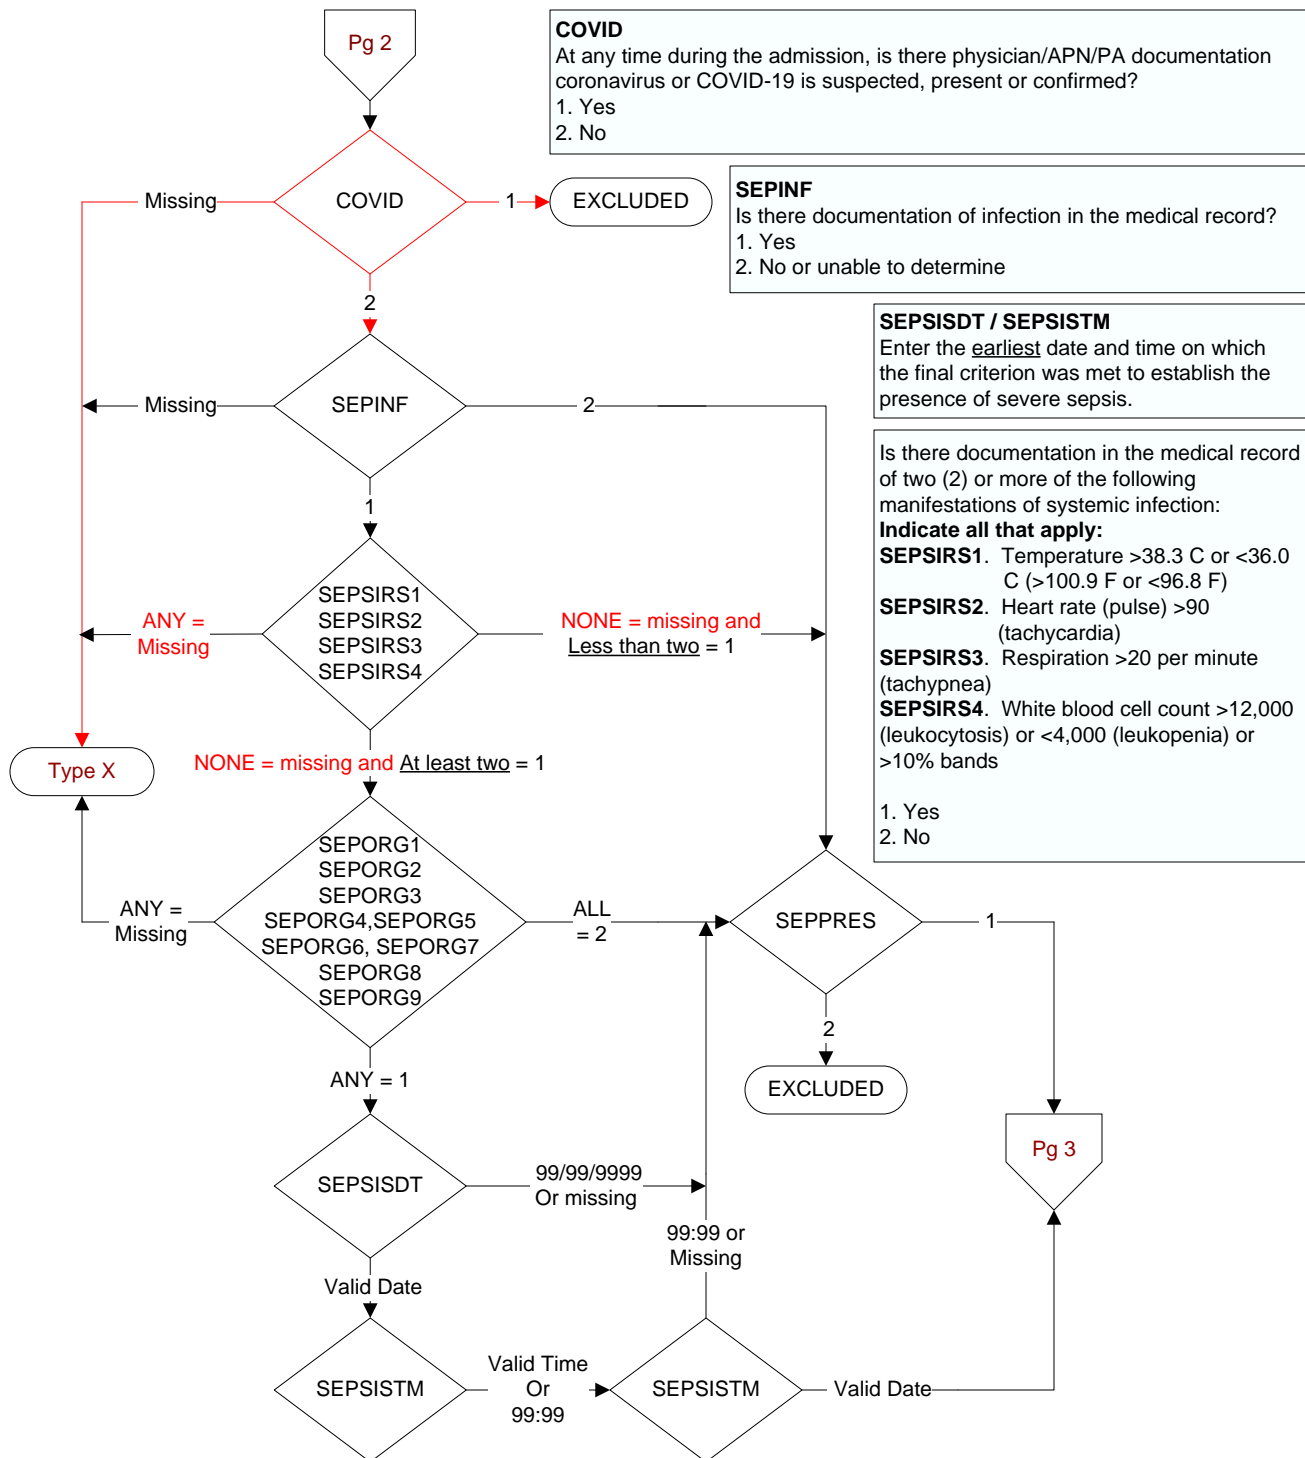 Pg 2
COVID
At any time during the admission, is there physician/APN/PA documentation
coronavirus or COVID-19 is suspected, present or confirmed?
1. Yes
2. No
Missing
COVID
1
EXCLUDED
SEPINF
Is there documentation of infection in the medical record?
1. Yes
2. No or unable to determine
2
SEPSISDT / SEPSISTM
Enter the earliest date and time on which
the final criterion was met to establish the
presence of severe sepsis.
Missing
SEPINF
2
1
Is there documentation in the medical record
of two (2) or more of the following
manifestations of systemic infection:
Indicate all that apply:
SEPSIRS1. Temperature >38.3 C or <36.0
C (>100.9 F or <96.8 F)
SEPSIRS2. Heart rate (pulse) >90
(tachycardia)
SEPSIRS3. Respiration >20 per minute
(tachypnea)
SEPSIRS4. White blood cell count >12,000
(leukocytosis) or <4,000 (leukopenia) or
>10% bands
1. Yes
2. No
ANY =
Missing
SEPSIRS1
SEPSIRS2
SEPSIRS3
SEPSIRS4
NONE = missing and
Less than two = 1
Type X
NONE = missing and At least two = 1
ANY =
Missing
SEPORG1
SEPORG2
SEPORG3
SEPORG4,SEPORG5
SEPORG6, SEPORG7
SEPORG8
SEPORG9
ALL
= 2
SEPPRES
1
2
EXCLUDED
ANY = 1
Pg 3
SEPSISDT
99/99/9999
Or missing
99:99 or
Missing
Valid Date
SEPSISTM
Valid Time
Or
99:99
SEPSISTM
Valid Date